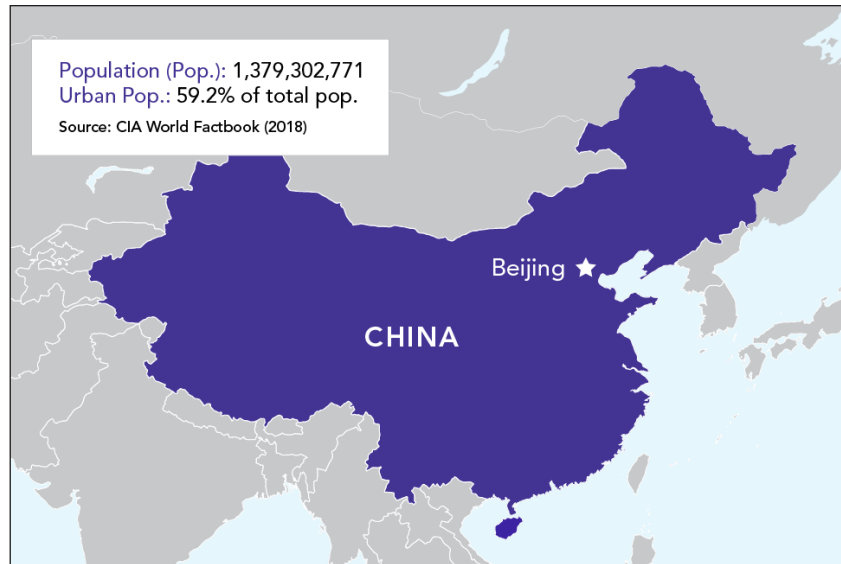 Population (Pop.): 1,379,302,771
Urban Pop.: 59.2% of total pop.
Source: CIA World Factbook (2018)
Beijing
CHINA